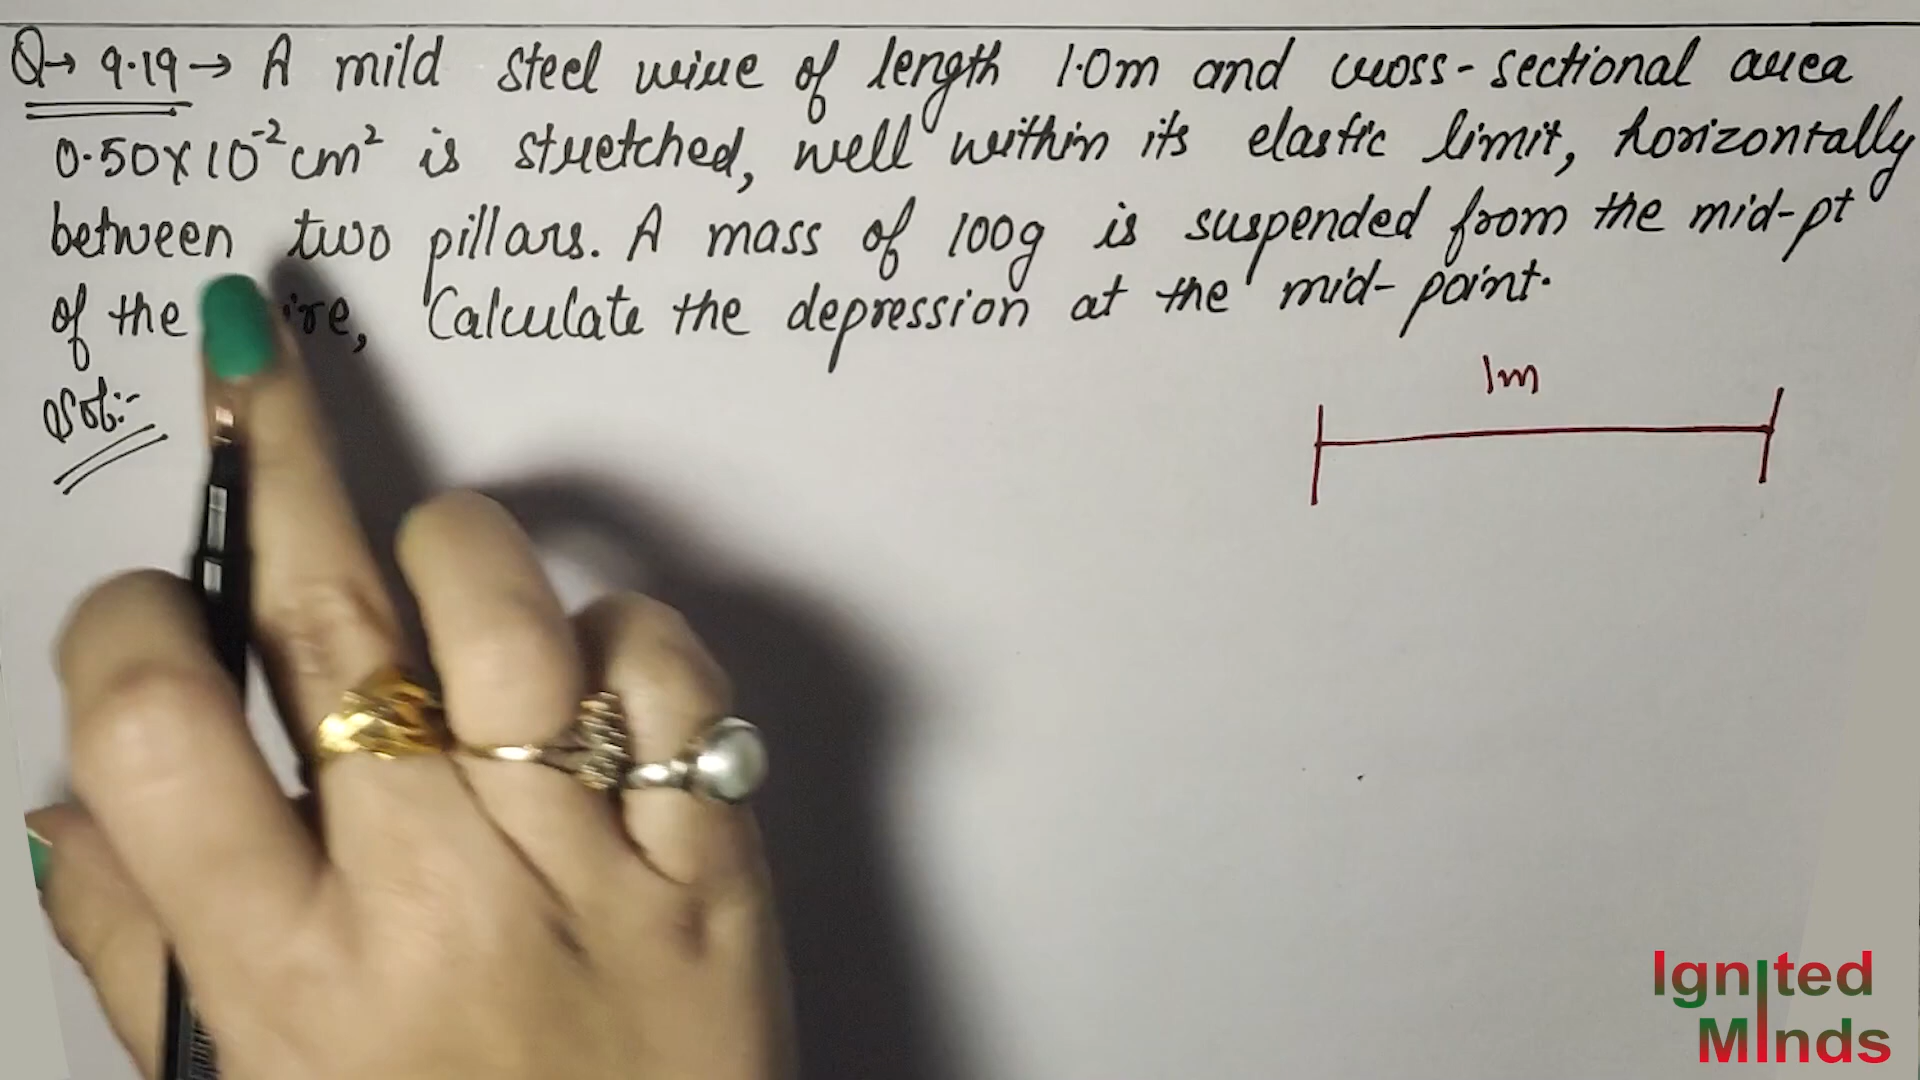 Q→ 9.19→ A mild steel wire of length 1.0m and cross-sectional area
0.50×10⁻²cm² is stretched, well within its elastic limit, horizontally
between two pillars. A mass of 100g is suspended from the mid-pt
of the ire, Calculate the depression at the mid-point.
Sol:-
1m
Ignited
Minds